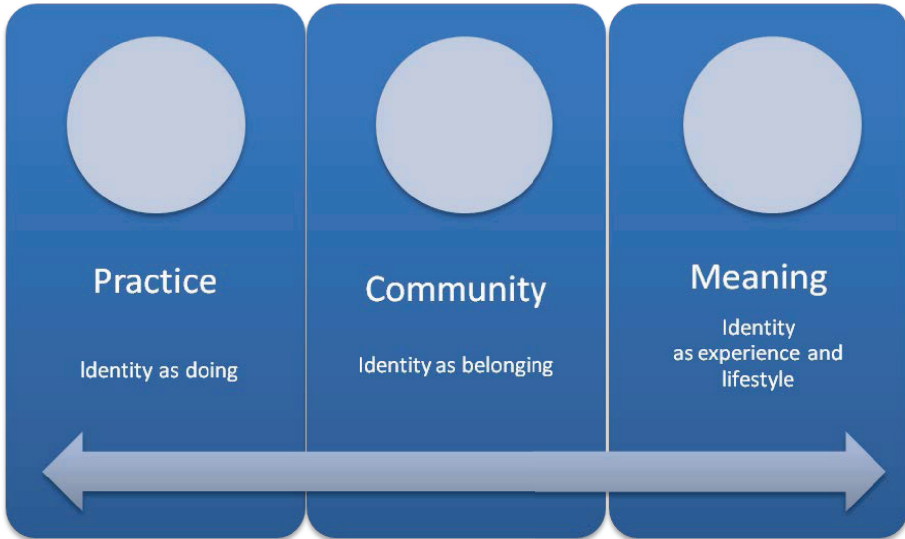 Practice
Identity as doing
Community
Identity as belonging
Meaning
Identity
as experience and
lifestyle